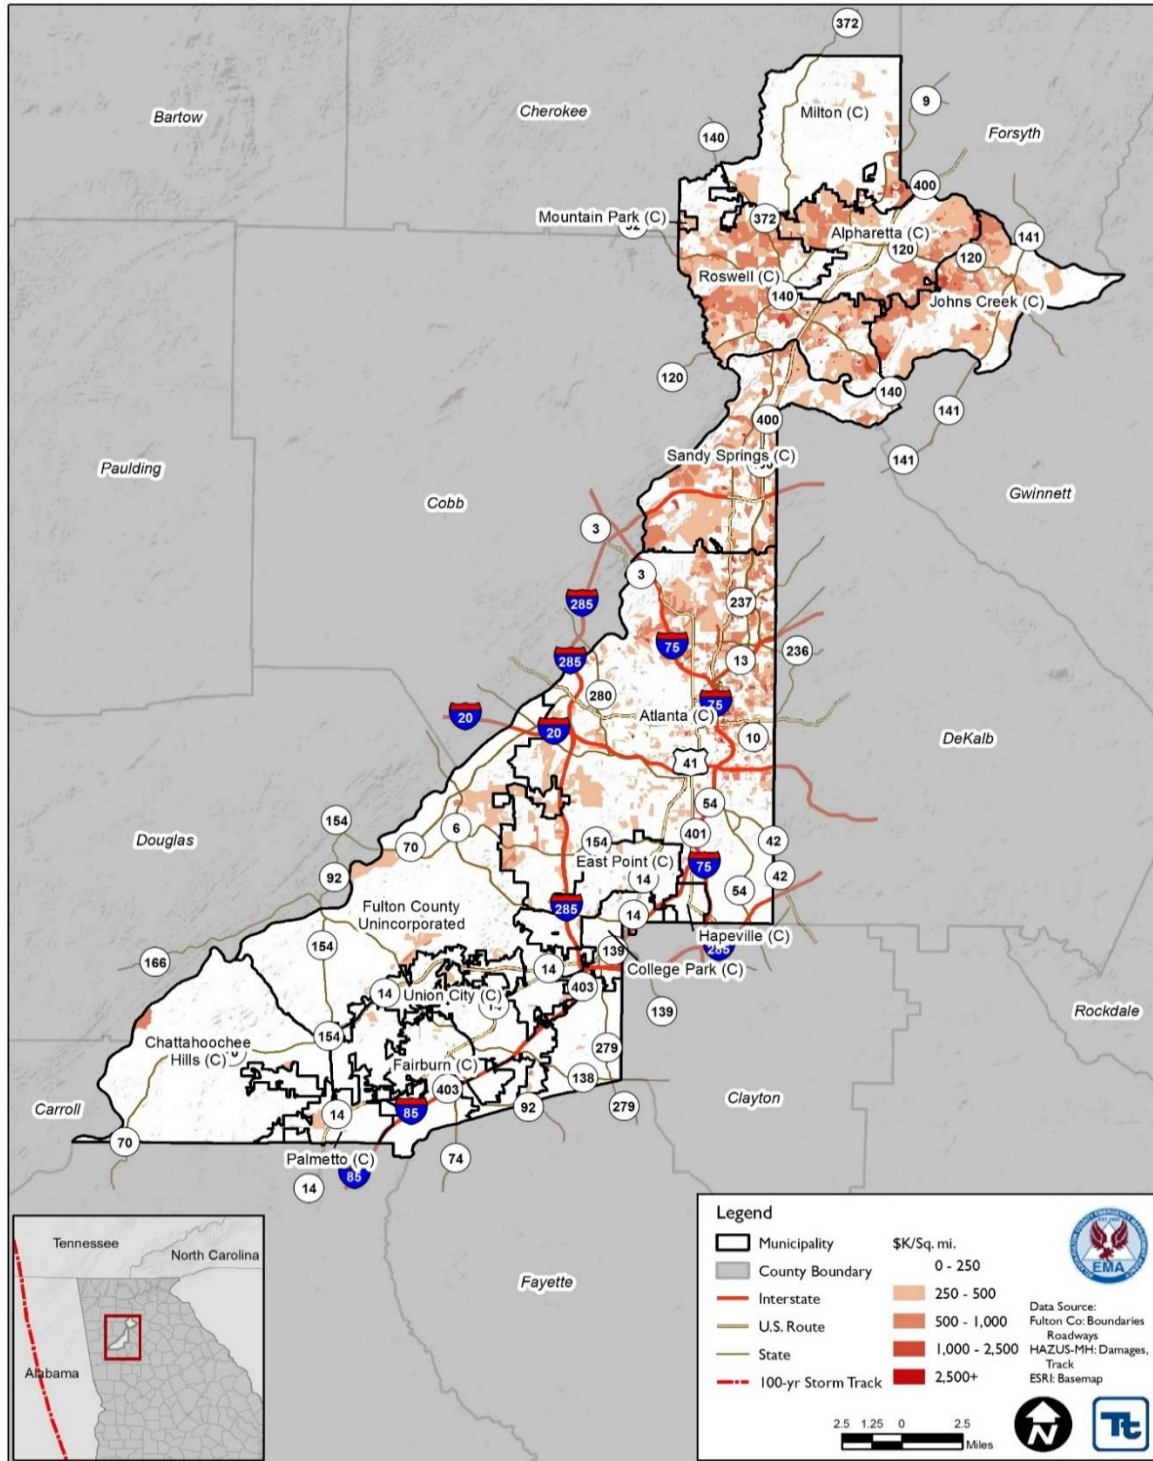 372
Bartow
Cherokee
9
Milton (C)
Forsyth
140
400
Mountain Park (C)
372
Alpharetta (C)
141
120
120
Roswell (C)
140
Johns Creek (C)
120
140
400
141
Sandy Springs (C)
141
Paulding
Cobb
Gwinnett
3
3
285
237
75
13
236
285
280
75
20
Atlanta (C)
20
10
DeKalb
41
54
154
6
401
Douglas
70
154
42
East Point (C)
75
92
14
42
54
Fulton County
Unincorporated
285
14
Hapeville (C)
154
139
285
166
14
College Park (C)
14
Union City (C)
403
139
Rockdale
154
Chattahoochee
Hills (C)
279
Fairburn (C)
403
138
Clayton
Carroll
14
85
92
279
70
Palmetto (C)
74
85
14
Fayette
Tennessee
North Carolina
Alabama
Legend
Municipality
County Boundary
Interstate
U.S. Route
State
100-yr Storm Track
$K/Sq. mi.
0 - 250
250 - 500
500 - 1,000
1,000 - 2,500
2,500+
EMA
Data Source:
Fulton Co: Boundaries
Roadways
HAZUS-MH: Damages,
Track
ESRI: Basemap
2.5 1.25 0 2.5
Miles
N
Tt